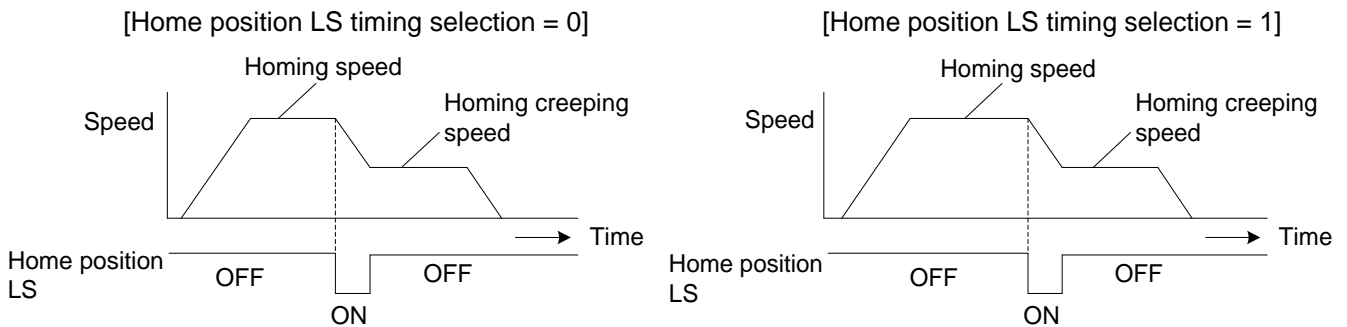 [Home position LS timing selection = 0]
Homing speed
Homing creeping
speed
Speed
Time
Home position
LS
OFF
OFF
ON
[Home position LS timing selection = 1]
Homing speed
Homing creeping
speed
Speed
Time
Home position
LS
OFF
OFF
ON